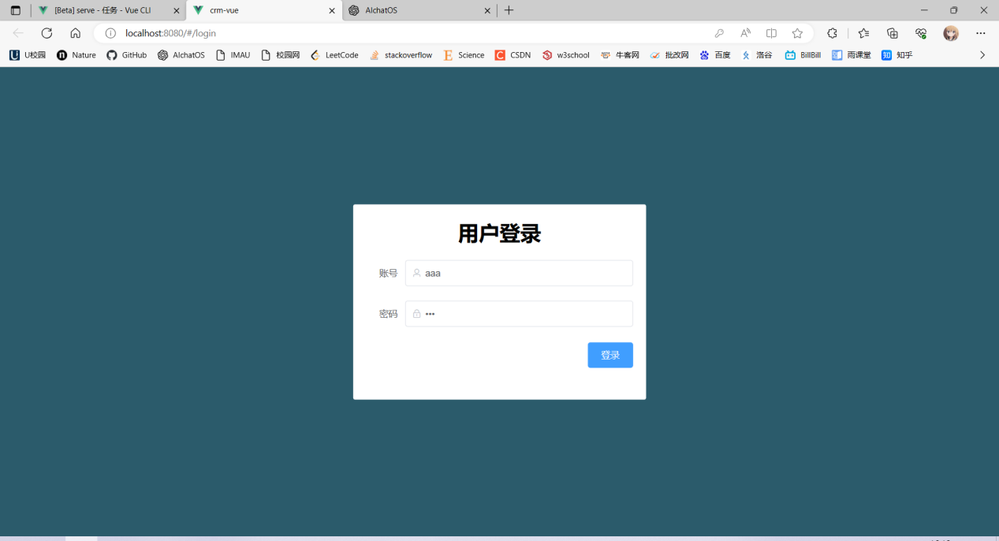 [Beta] serve - 任务 - Vue CLI
crm-vue
AIchatOS
localhost:8080/#/login
U校园 Nature GitHub AIchatOS IMAU 校园网 LeetCode stackoverflow Science CSDN w3school 牛客网 批改网 百度 洛谷 BillBill 雨课堂 知乎
用户登录
账号 aaa
密码 •••
登录